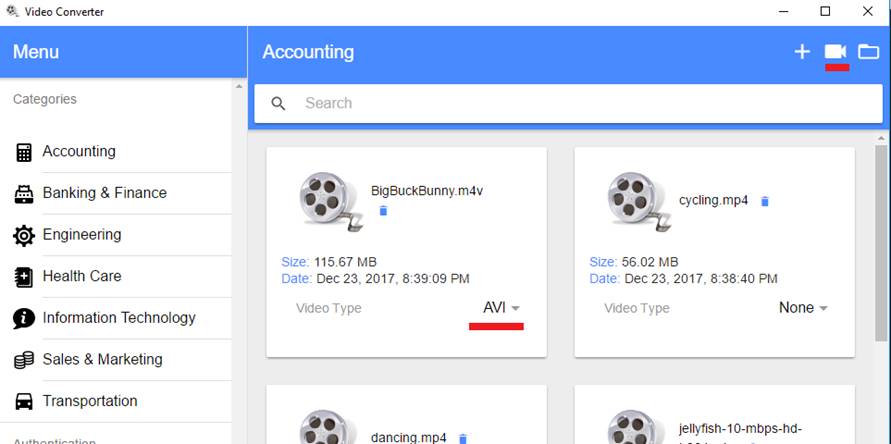 Video Converter
Menu
Accounting
Search
Categories
Accounting
Banking & Finance
Engineering
Health Care
Information Technology
Sales & Marketing
Transportation
BigBuckBunny.m4v
Size: 115.67 MB
Date: Dec 23, 2017, 8:39:09 PM
Video Type AVI
cycling.mp4
Size: 56.02 MB
Date: Dec 23, 2017, 8:38:40 PM
Video Type None
dancing.mp4
jellyfish-10-mbps-hd-